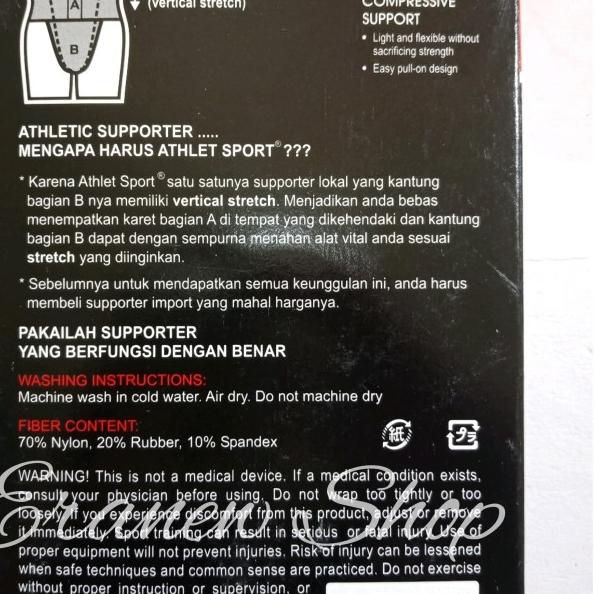 A (vertical stretch)
B
COMPRESSIVE
SUPPORT
• Light and flexible without
sacrificing strength
• Easy pull-on design
ATHLETIC SUPPORTER .....
MENGAPA HARUS ATHLET SPORT® ???
* Karena Athlet Sport® satu satunya supporter lokal yang kantung
bagian B nya memiliki vertical stretch. Menjadikan anda bebas
menempatkan karet bagian A di tempat yang dikehendaki dan kantung
bagian B dapat dengan sempurna menahan alat vital anda sesuai
stretch yang diinginkan.
* Sebelumnya untuk mendapatkan semua keunggulan ini, anda harus
membeli supporter import yang mahal harganya.
PAKAILAH SUPPORTER
YANG BERFUNGSI DENGAN BENAR
WASHING INSTRUCTIONS:
Machine wash in cold water. Air dry. Do not machine dry
FIBER CONTENT:
70% Nylon, 20% Rubber, 10% Spandex
紙 プラ
WARNING! This is not a medical device. If a medical condition exists,
consult your physician before using. Do not wrap too tightly or too
loosely. If you experience discomfort from this product, adjust or remove
it immediately. Sport training can result in serious or fatal injury. Use of
proper equipment will not prevent injuries. Risk of injury can be lessened
when safe techniques and common sense are practiced. Do not exercise
without proper instruction or supervision, or
Eranew Shop